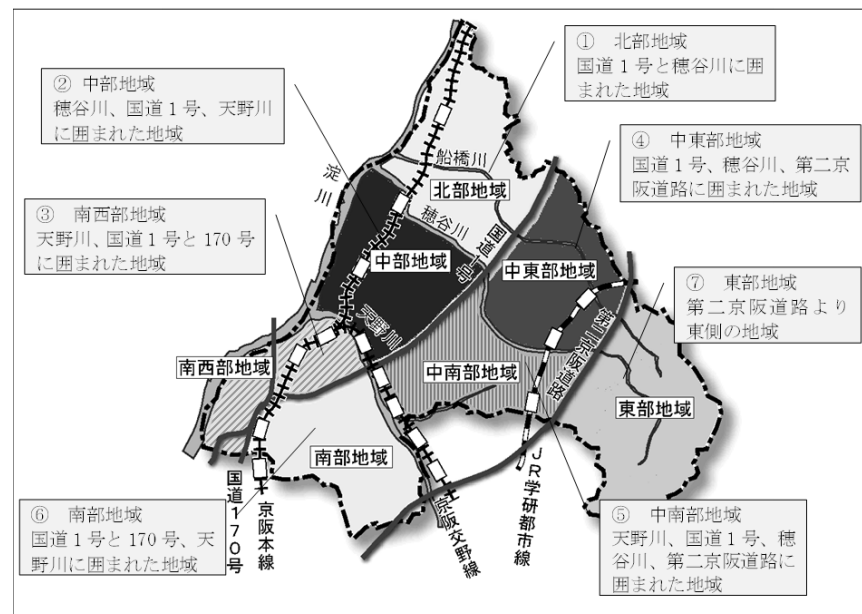 ① 北部地域
国道1号と穂谷川に囲
まれた地域
② 中部地域
穂谷川、国道1号、天野川
に囲まれた地域
④ 中東部地域
国道1号、穂谷川、第二京
阪道路に囲まれた地域
③ 南西部地域
天野川、国道1号と170号
に囲まれた地域
⑦ 東部地域
第二京阪道路より
東側の地域
淀川
船橋川
北部地域
穂谷川
国道1号
中部地域
中東部地域
天野川
第二京阪道路
南西部地域
中南部地域
東部地域
南部地域
国道170号
京阪本線
京阪交野線
JR学研都市線
⑥ 南部地域
国道1号と170号、天
野川に囲まれた地域
⑤ 中南部地域
天野川、国道1号、穂
谷川、第二京阪道路に
囲まれた地域